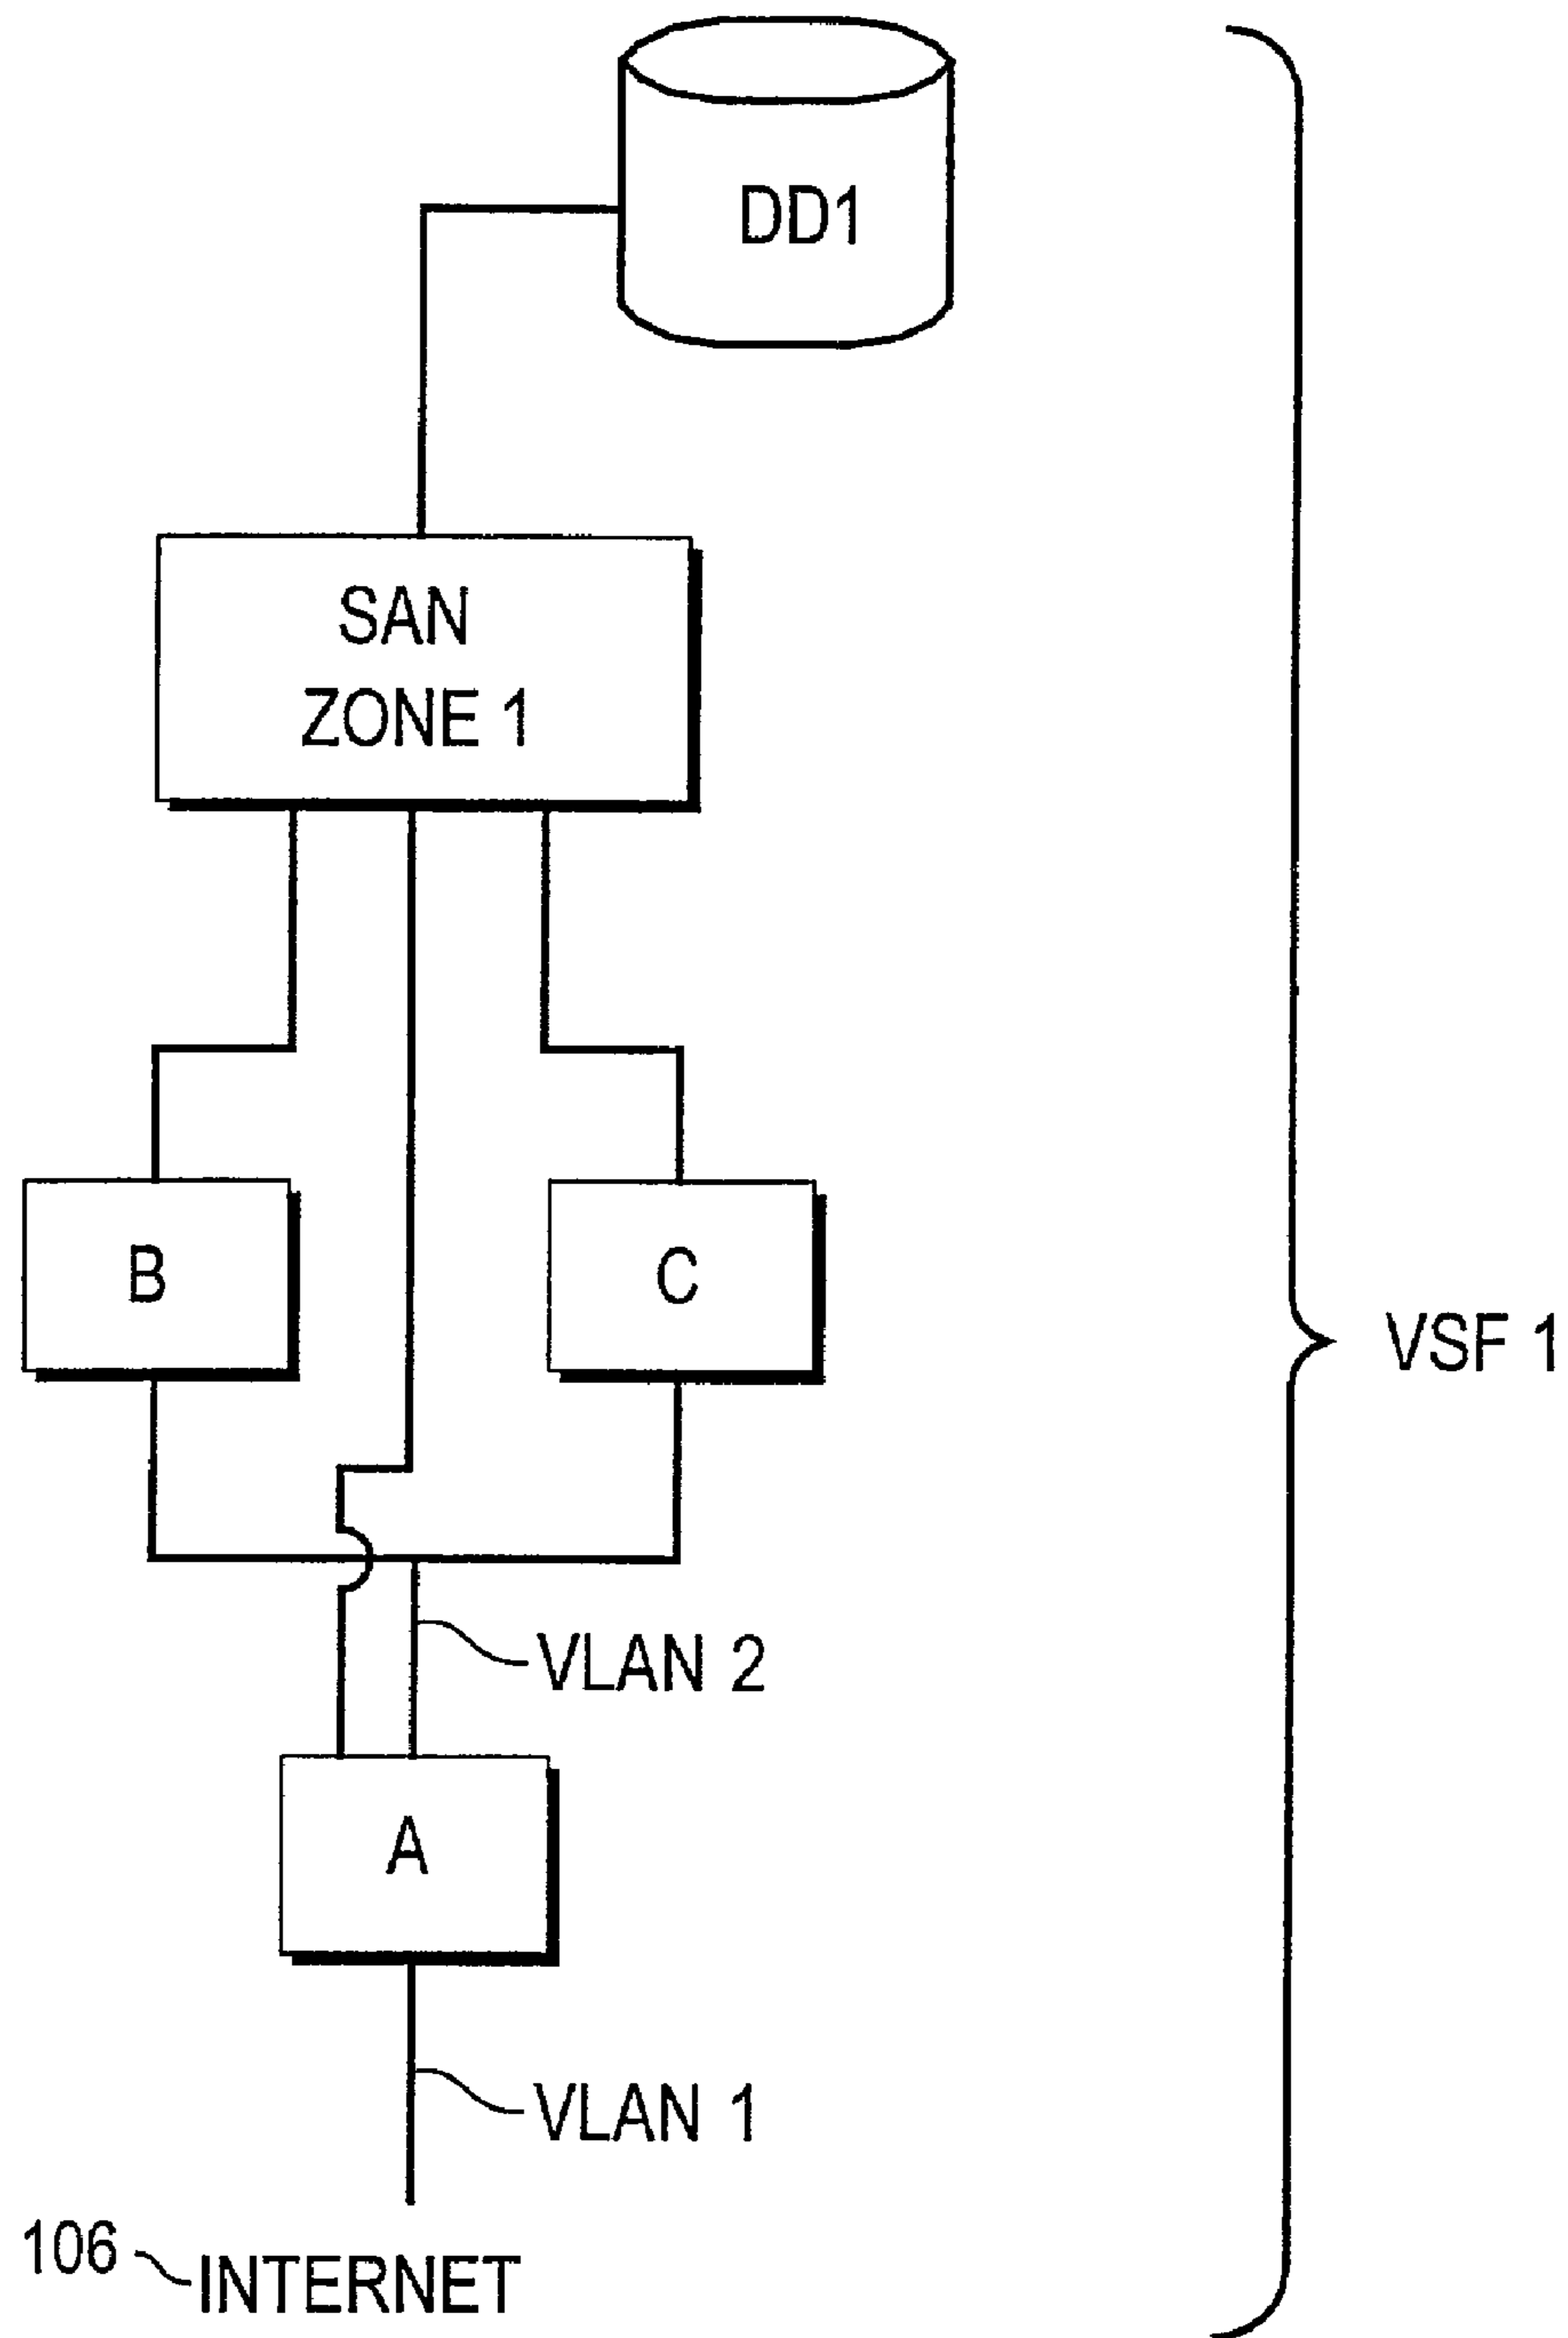 DD1
SAN
ZONE 1
B
C
VSF 1
VLAN 2
A
VLAN 1
106
INTERNET